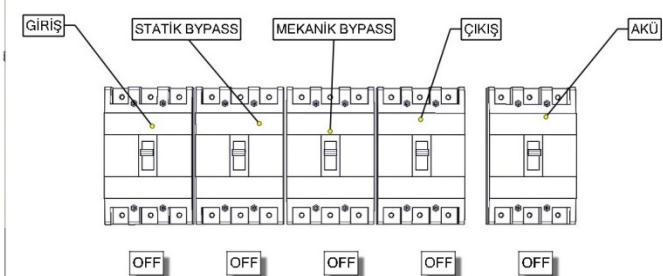 GİRİŞ
STATİK BYPASS
MEKANİK BYPASS
ÇIKIŞ
AKÜ
OFF
OFF
OFF
OFF
OFF